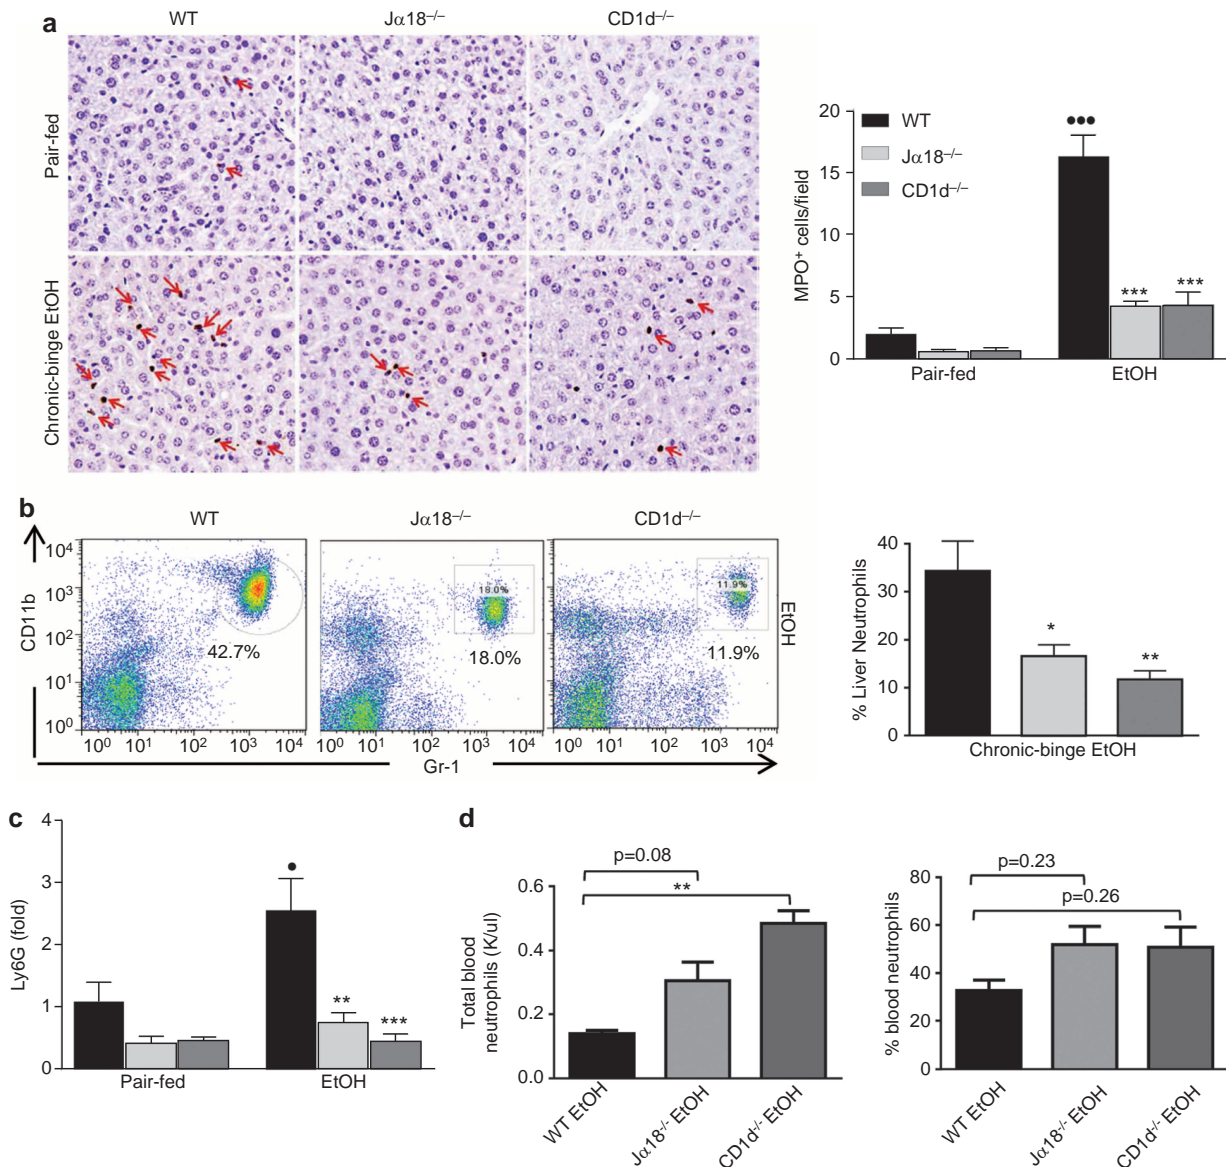 a
WT Jα18–/– CD1d–/–
Pair-fed
Chronic-binge EtOH
20
15
10
5
0
MPO+ cells/field
WT
Jα18–/–
CD1d–/–
•••
*** ***
Pair-fed EtOH
b
WT Jα18–/– CD1d–/–
CD11b
104
103
102
101
100
42.7%
18.0%
18.0%
11.9%
11.9%
EtOH
100 101 102 103 104
100 101 102 103 104
100 101 102 103 104
Gr-1
40
30
20
10
0
% Liver Neutrophils
* **
Chronic-binge EtOH
c
4
3
2
1
0
Ly6G (fold)
•
** ***
Pair-fed EtOH
d
p=0.08
**
0.6
0.4
0.2
0.0
Total blood
neutrophils (K/ul)
WT EtOH
Jα18-/- EtOH
CD1d-/- EtOH
p=0.23
p=0.26
80
60
40
20
0
% blood neutrophils
WT EtOH
Jα18-/- EtOH
CD1d-/- EtOH